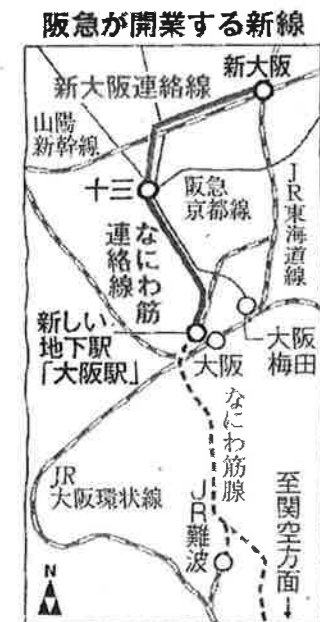 阪急が開業する新線
新大阪
新大阪連絡線
山陽
新幹線
十三
阪急
京都線
JR東海道線
なにわ筋
連絡線
新しい
地下駅
「大阪駅」
大阪
大阪
梅田
なにわ筋腺
JR
大阪環状線
JR難波
至関空方面
N